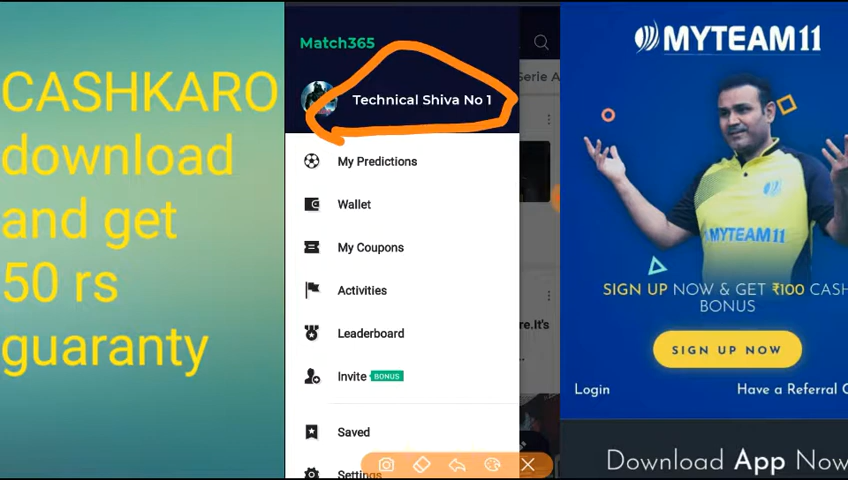 CASHKARO
download
and get
50 rs
guaranty
Match365
Technical Shiva No 1
My Predictions
Wallet
My Coupons
Activities
Leaderboard
Invite BONUS
Saved
Settings
Serie A
re.It's
MYTEAM11
MYTEAM11
SIGN UP NOW & GET ₹100 CASH
BONUS
SIGN UP NOW
Login
Have a Referral C
Download App Now